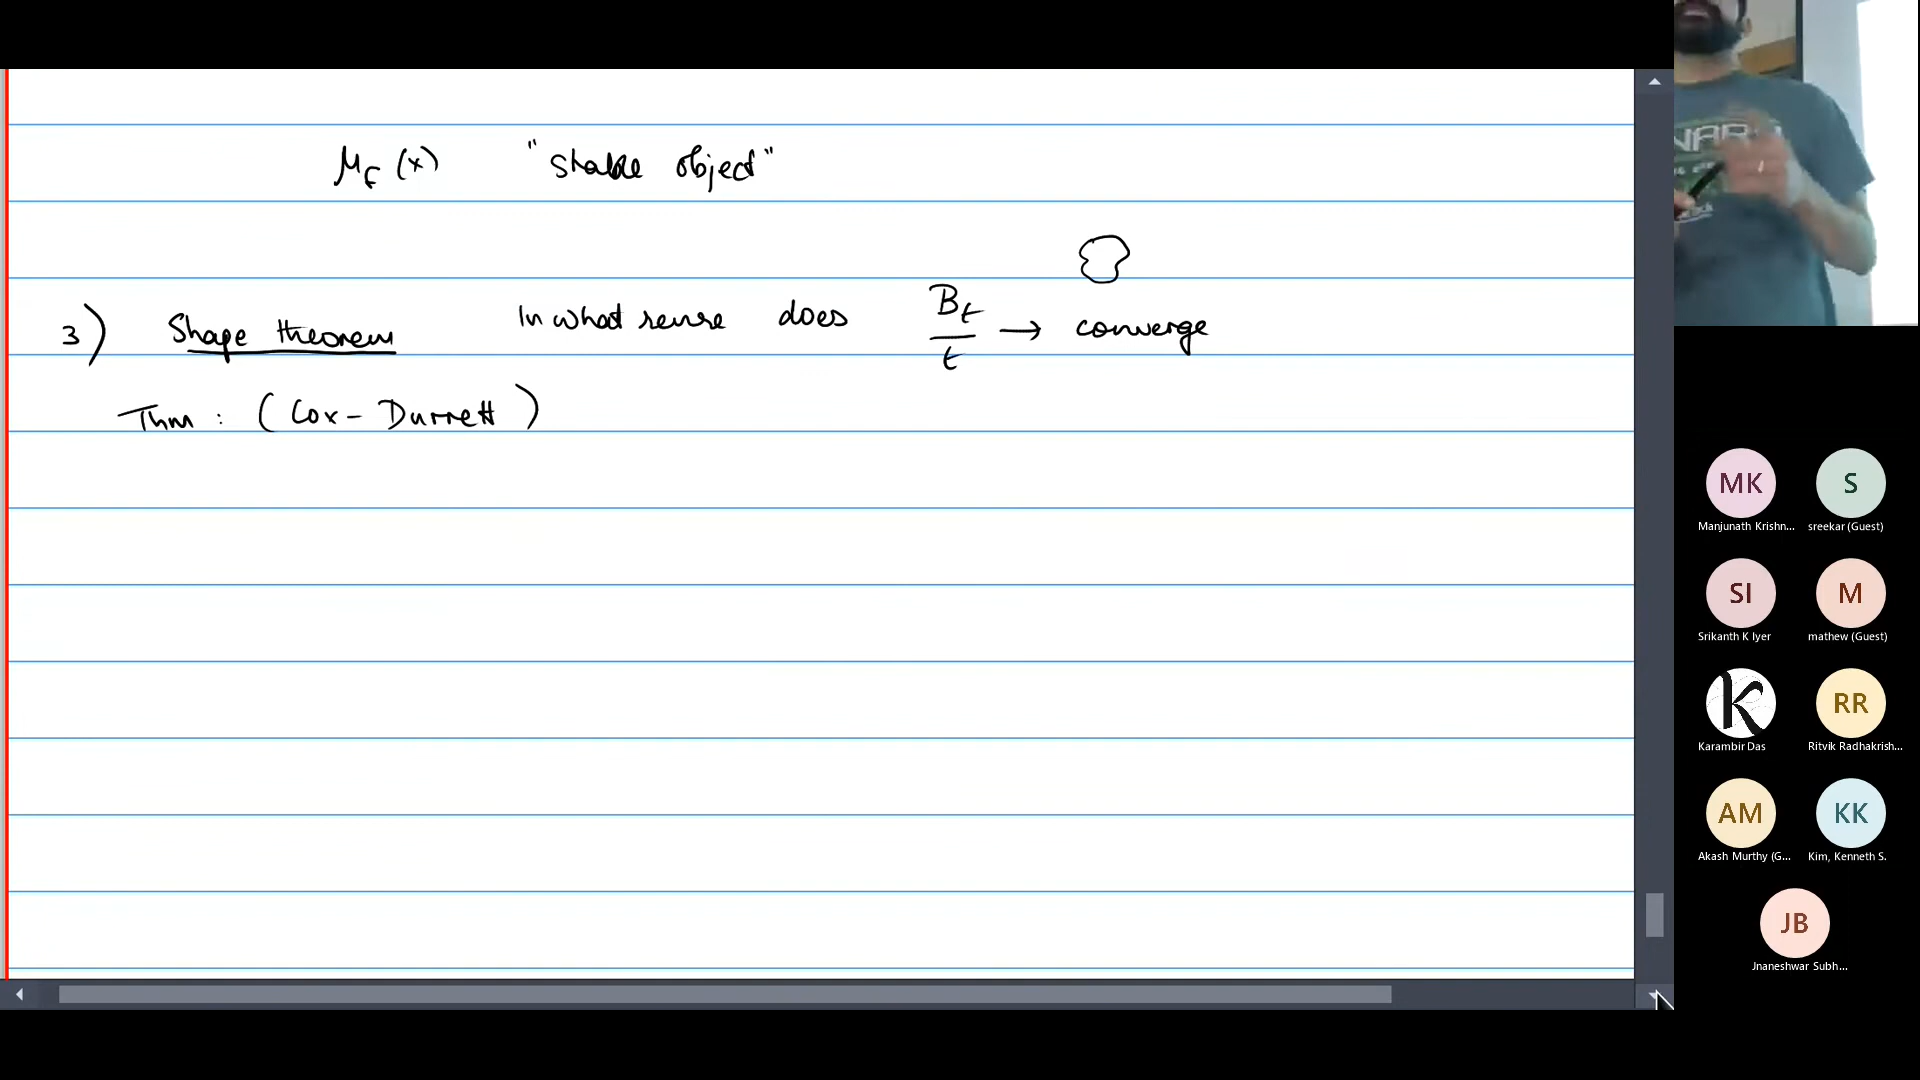 μ_F (x) "stable object"
3) Shape theorem In what sense does B_t / t → converge
Thm : (Cox - Durrett)
MK S
Manjunath Krishn... sreekar (Guest)
SI M
Srikanth K Iyer mathew (Guest)
K RR
Karambir Das Ritvik Radhakrish...
AM KK
Akash Murthy (G... Kim, Kenneth S.
JB
Jnaneshwar Subh...